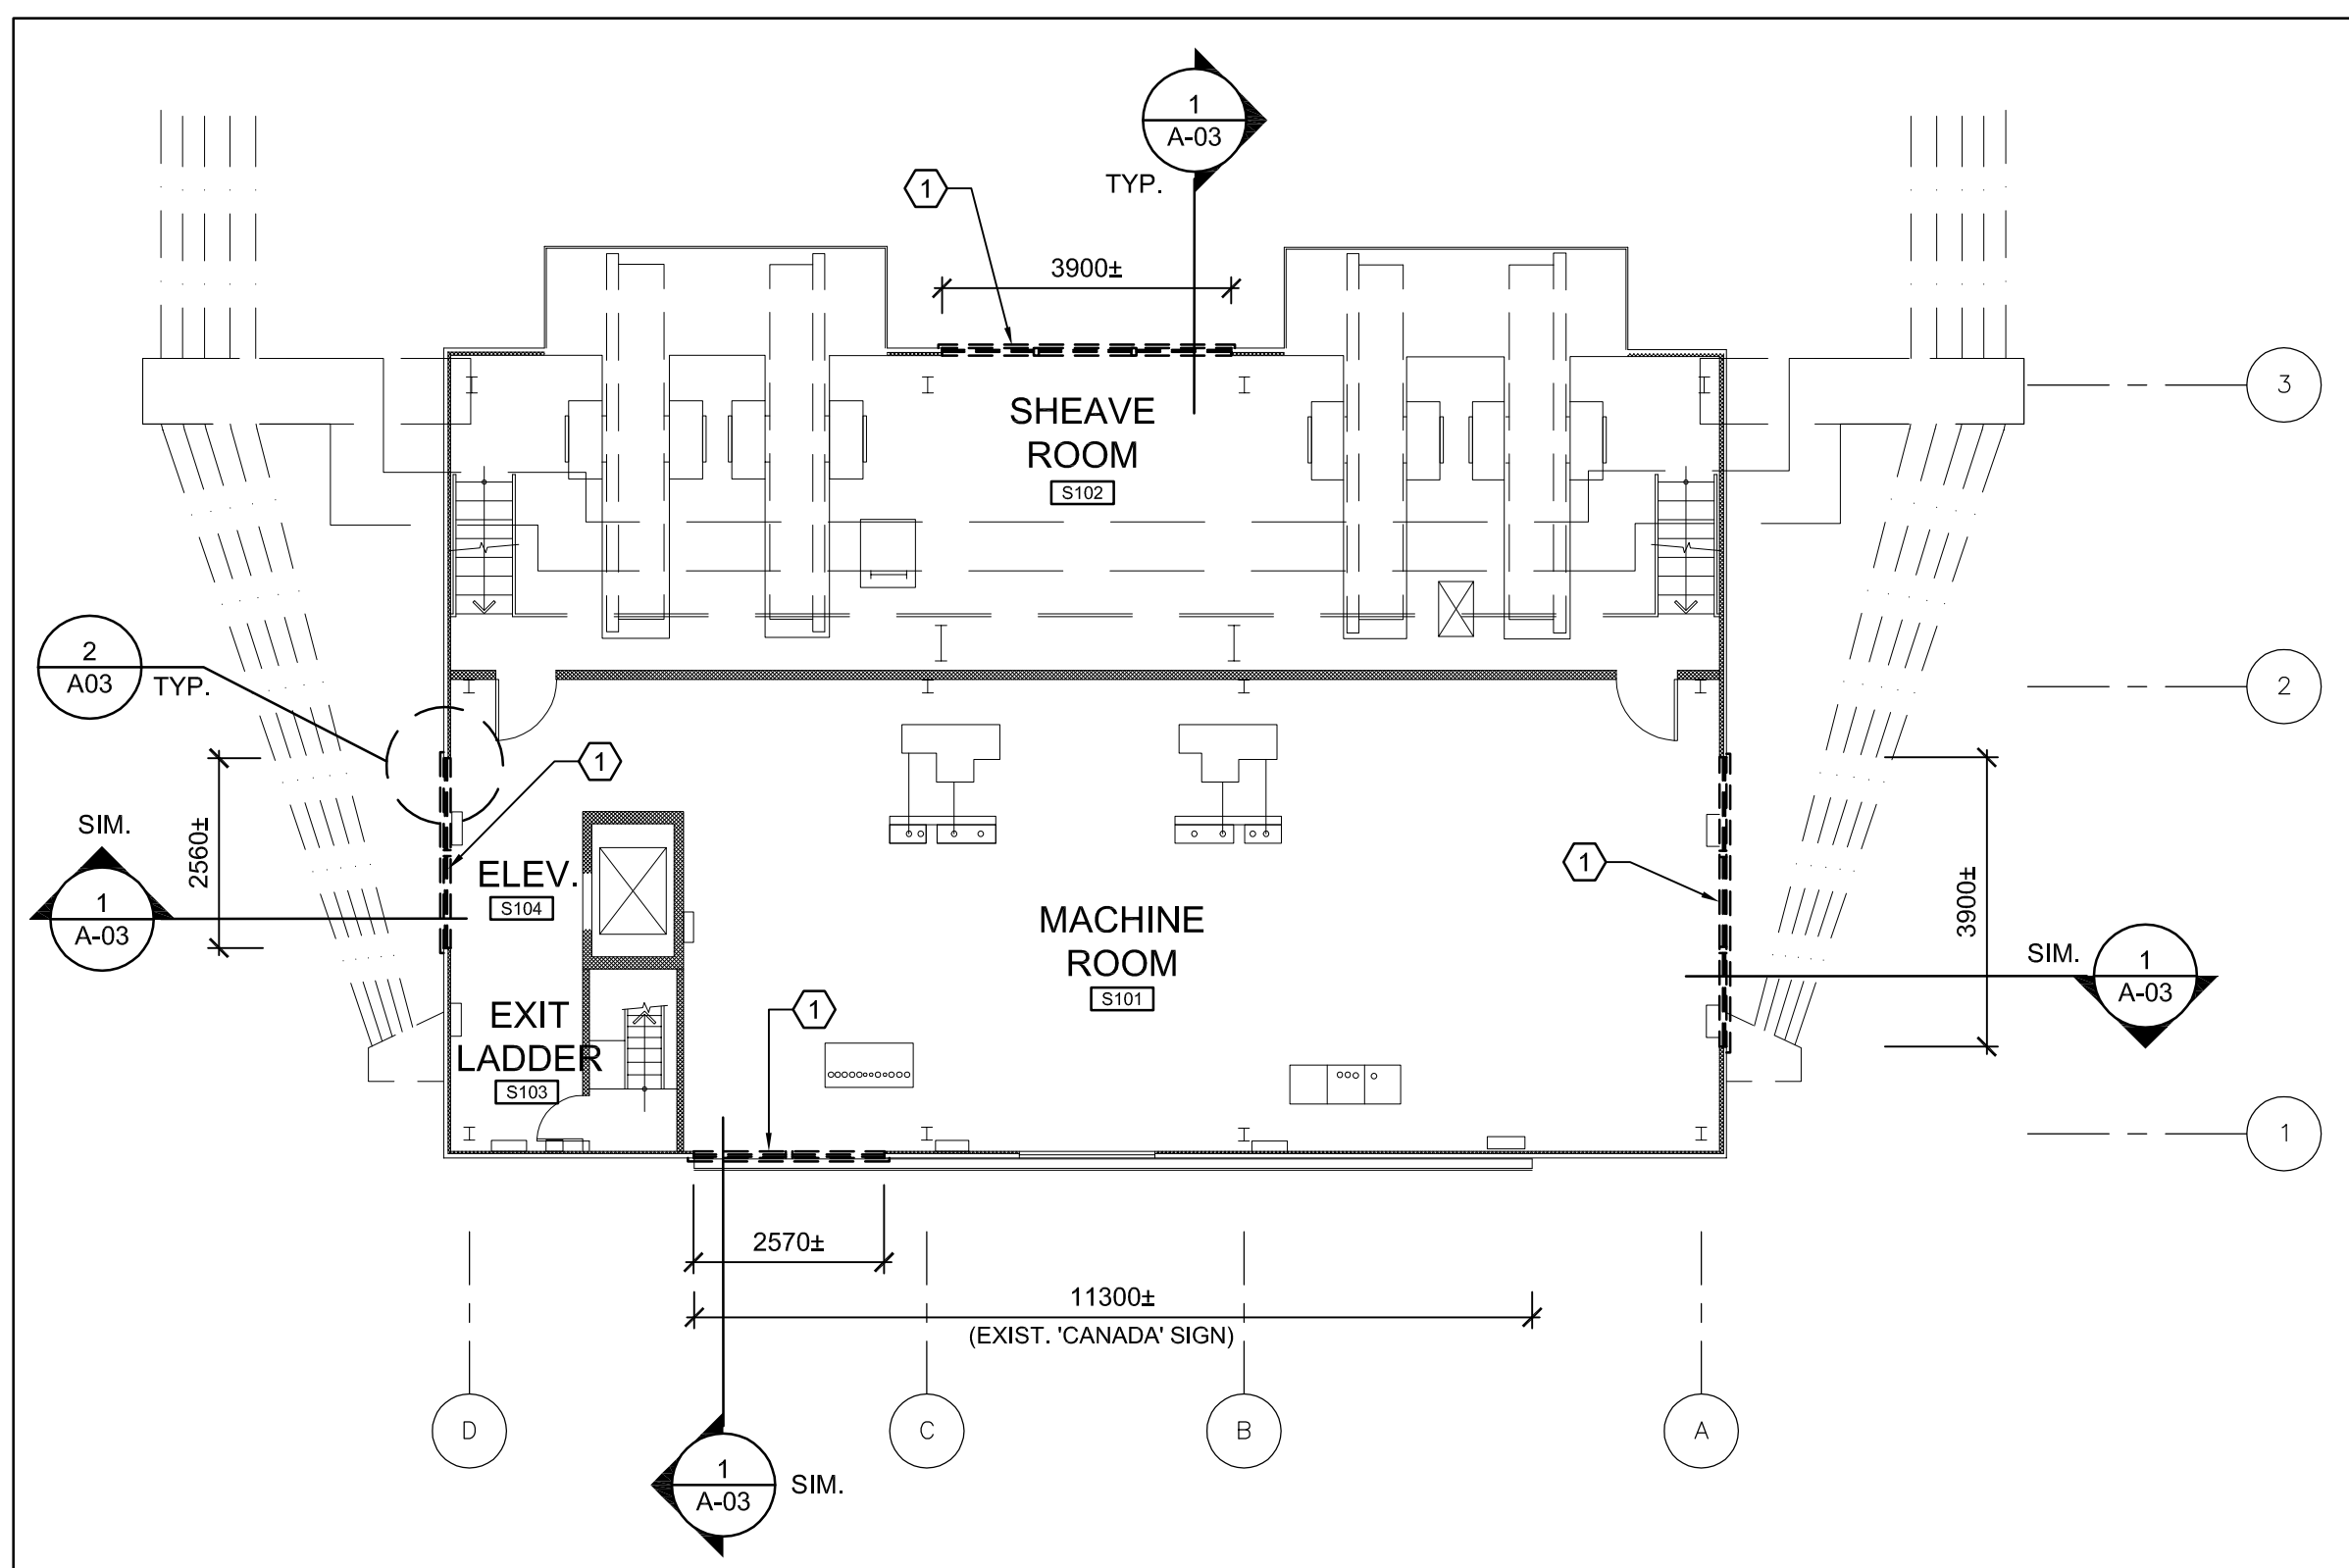 1
A-03
TYP.
1
3900±
SHEAVE
ROOM
S102
3
2
A03
TYP.
2
1
SIM.
2560±
1
A-03
ELEV.
S104
MACHINE
ROOM
S101
1
3900±
SIM.
1
A-03
EXIT
LADDER
S103
1
1
2570±
11300±
(EXIST. 'CANADA' SIGN)
D
C
B
A
1
A-03
SIM.